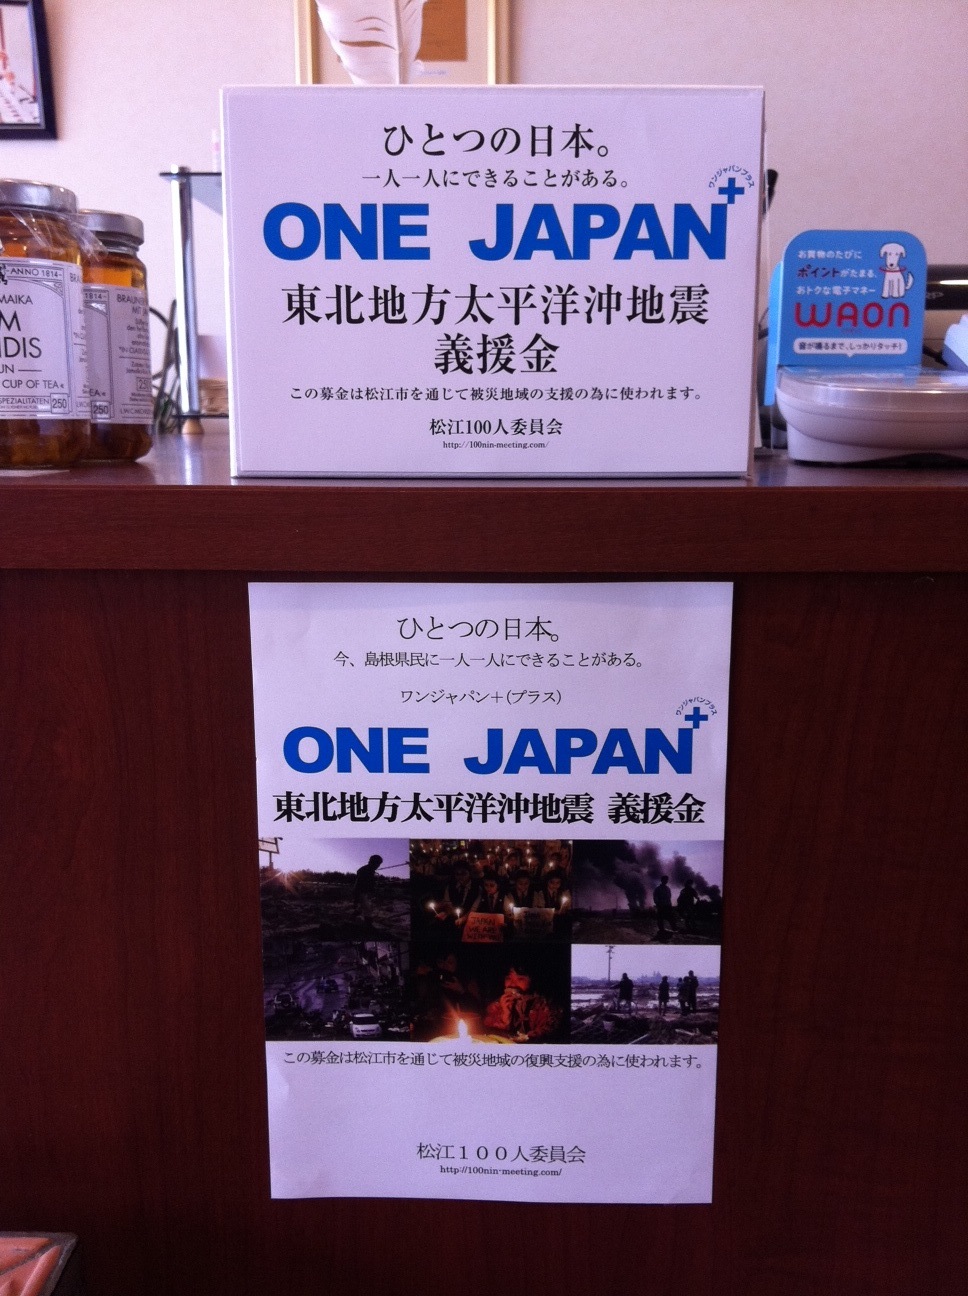 ひとつの日本。
一人一人にできることがある。
ワンジャパンプラス
ONE JAPAN+
東北地方太平洋沖地震
義援金
この募金は松江市を通じて被災地域の支援の為に使われます。
松江100人委員会
http://100nin-meeting.com/
ANNO 1814
MAIKA
DIS
UN
CUP OF TEA
SPEZIALITÄTEN
250
1814
BRAUN
250
お買物のたびに
ポイントがたまる、
おトクな電子マネー
WAON
音が鳴るまで、しっかりタッチ!
ひとつの日本。
今、島根県民に一人一人にできることがある。
ワンジャパン+(プラス)
ワンジャパンプラス
ONE JAPAN+
東北地方太平洋沖地震 義援金
JAPAN
WE ARE
この募金は松江市を通じて被災地域の復興支援の為に使われます。
松江100人委員会
http://100nin-meeting.com/